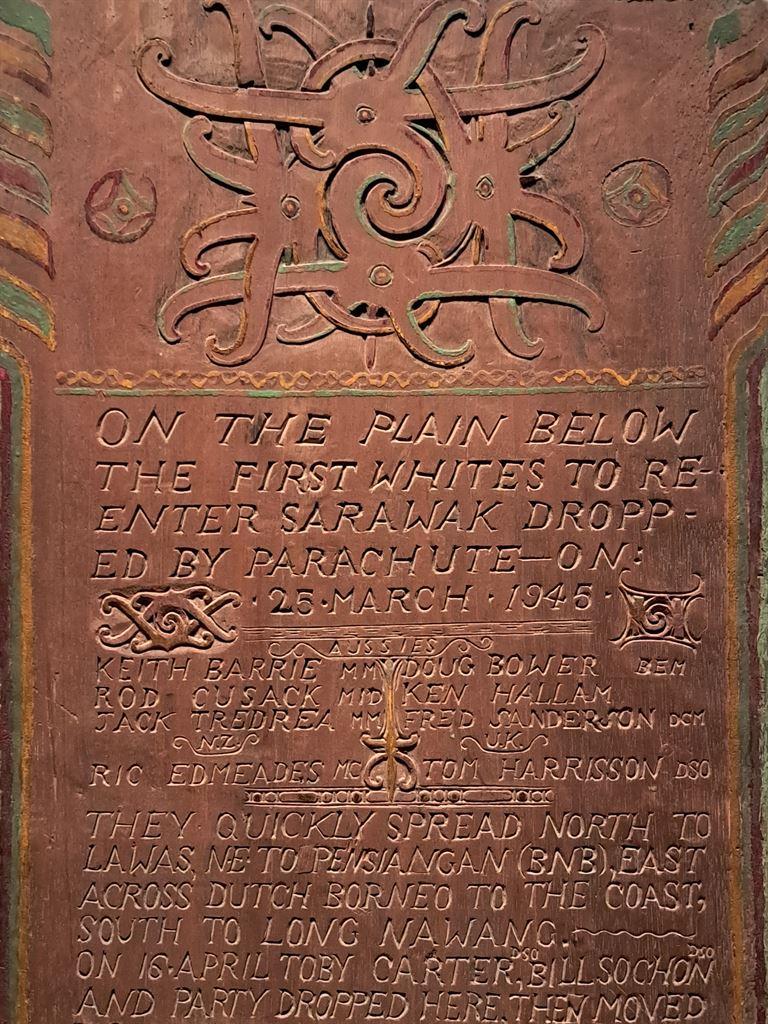 ON THE PLAIN BELOW
THE FIRST WHITES TO RE-
ENTER SARAWAK DROPP-
ED BY PARACHUTE—ON:
·25·MARCH·1945·
AUSSIES
KEITH BARRIE MM DOUG BOWER BEM
ROD CUSACK MID KEN HALLAM
JACK TREDREA MM FRED SANDERSON DCM
NZ UK
RIC EDMEADES MC TOM HARRISSON DSO
THEY QUICKLY SPREAD NORTH TO
LAWAS, NE TO PENSIANGAN (BNB), EAST
ACROSS DUTCH BORNEO TO THE COAST,
SOUTH TO LONG NAWANG.
ON 16·APRIL TOBY CARTER, DSO BILL SOCHON DSO
AND PARTY DROPPED HERE, THEN MOVED